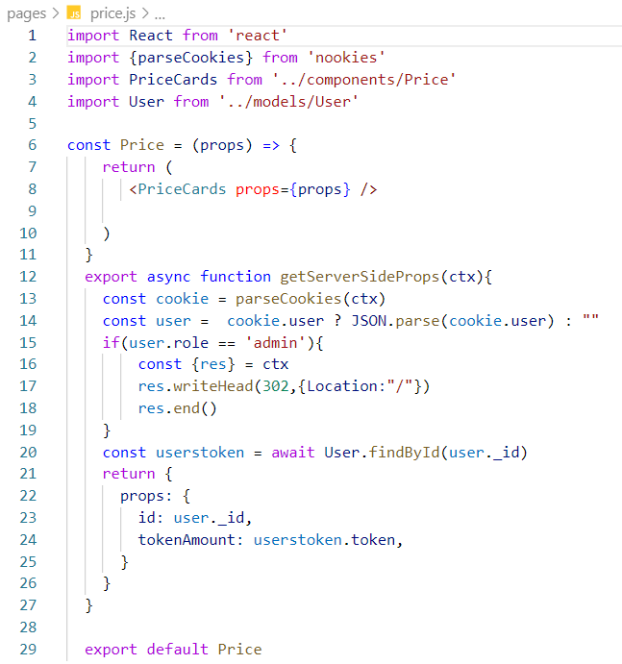 pages > JS price.js > ...
1 import React from 'react'
2 import {parseCookies} from 'nookies'
3 import PriceCards from '../components/Price'
4 import User from '../models/User'
5
6 const Price = (props) => {
7     return (
8        <PriceCards props={props} />
9
10     )
11   }
12   export async function getServerSideProps(ctx){
13     const cookie = parseCookies(ctx)
14     const user =  cookie.user ? JSON.parse(cookie.user) : ""
15     if(user.role == 'admin'){
16         const {res} = ctx
17         res.writeHead(302,{Location:"/"})
18         res.end()
19     }
20     const userstoken = await User.findById(user._id)
21     return {
22       props: {
23         id: user._id,
24         tokenAmount: userstoken.token,
25       }
26     }
27   }
28
29   export default Price